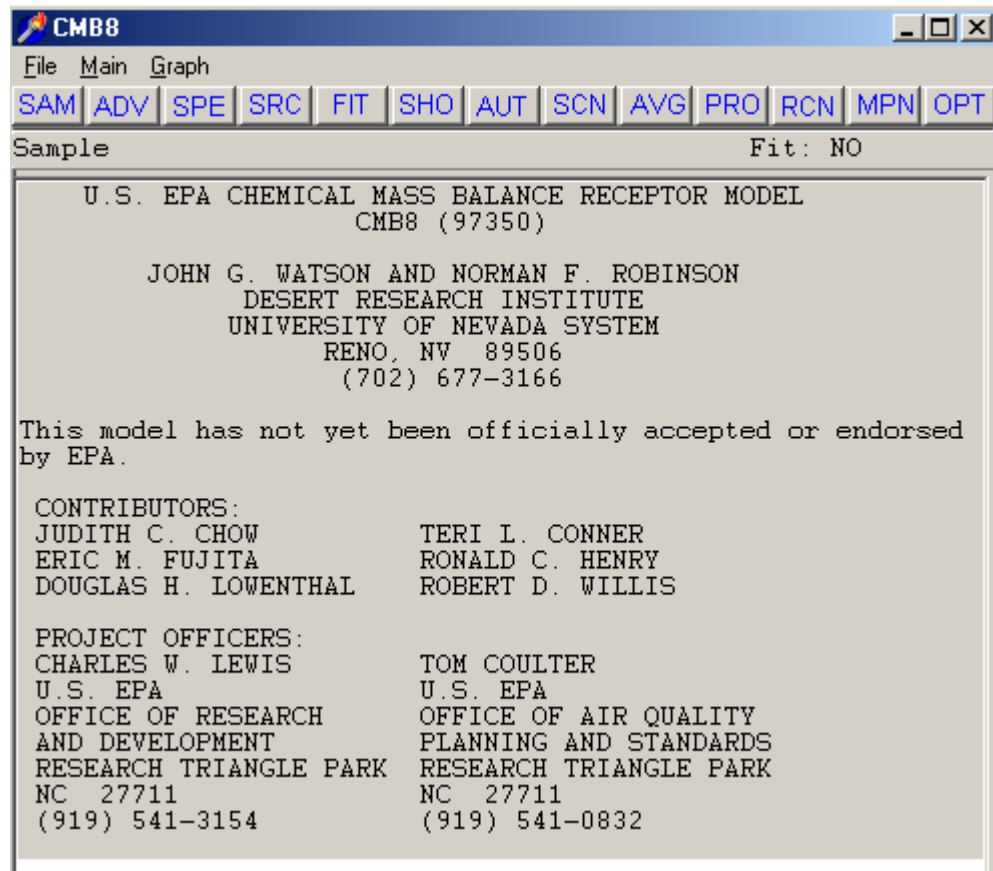 CMB8
File Main Graph
SAM ADV SPE SRC FIT SHO AUT SCN AVG PRO RCN MPN OPT
Sample Fit: NO
U.S. EPA CHEMICAL MASS BALANCE RECEPTOR MODEL
CMB8 (97350)
JOHN G. WATSON AND NORMAN F. ROBINSON
DESERT RESEARCH INSTITUTE
UNIVERSITY OF NEVADA SYSTEM
RENO, NV 89506
(702) 677-3166
This model has not yet been officially accepted or endorsed
by EPA.
CONTRIBUTORS:
JUDITH C. CHOW TERI L. CONNER
ERIC M. FUJITA RONALD C. HENRY
DOUGLAS H. LOWENTHAL ROBERT D. WILLIS
PROJECT OFFICERS:
CHARLES W. LEWIS TOM COULTER
U.S. EPA U.S. EPA
OFFICE OF RESEARCH OFFICE OF AIR QUALITY
AND DEVELOPMENT PLANNING AND STANDARDS
RESEARCH TRIANGLE PARK RESEARCH TRIANGLE PARK
NC 27711 NC 27711
(919) 541-3154 (919) 541-0832